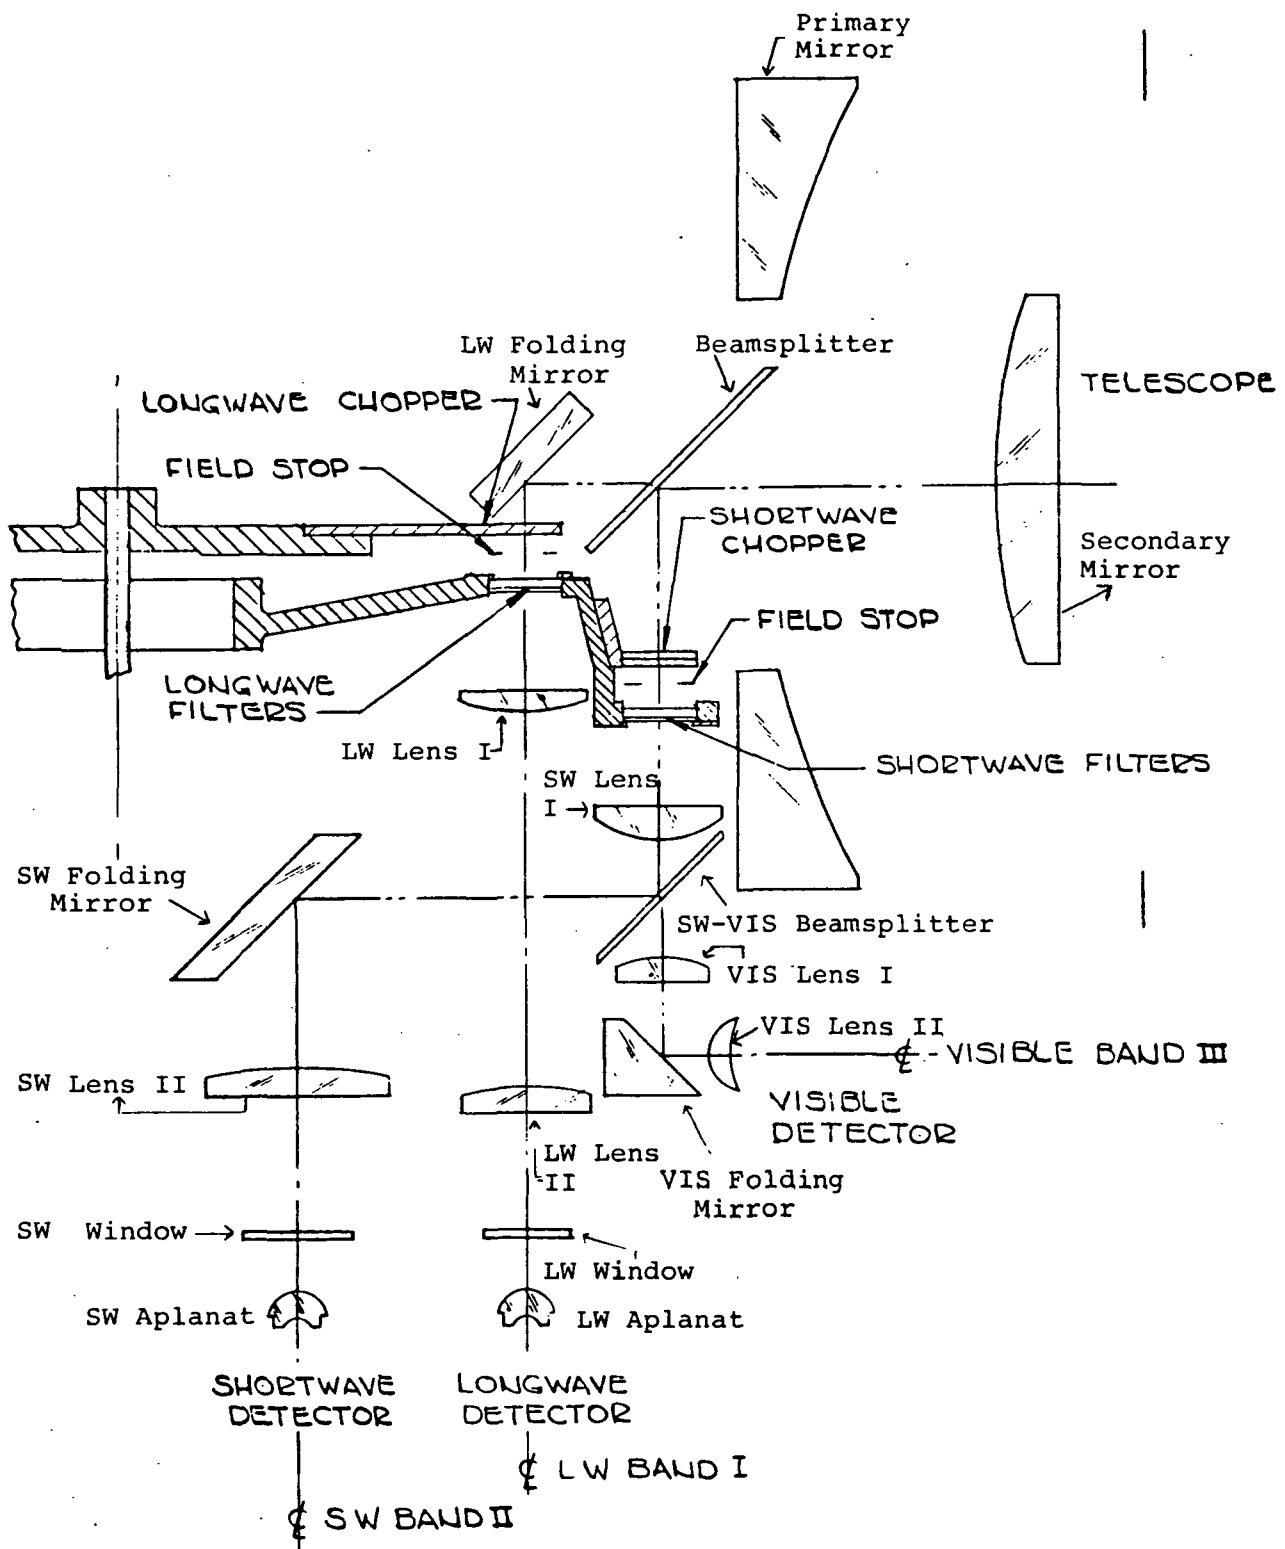 Primary
Mirror
LW Folding
Mirror
Beamsplitter
LONGWAVE CHOPPER
TELESCOPE
FIELD STOP
SHORTWAVE
CHOPPER
Secondary
Mirror
FIELD STOP
LONGWAVE
FILTERS
LW Lens I
SHORTWAVE FILTERS
SW Lens
I
SW Folding
Mirror
SW-VIS Beamsplitter
VIS Lens I
VIS Lens II
℄ VISIBLE BAND III
SW Lens II
VISIBLE
DETECTOR
LW Lens
II
VIS Folding
Mirror
SW Window
LW Window
SW Aplanat
LW Aplanat
SHORTWAVE
DETECTOR
LONGWAVE
DETECTOR
℄ LW BAND I
℄ SW BAND II